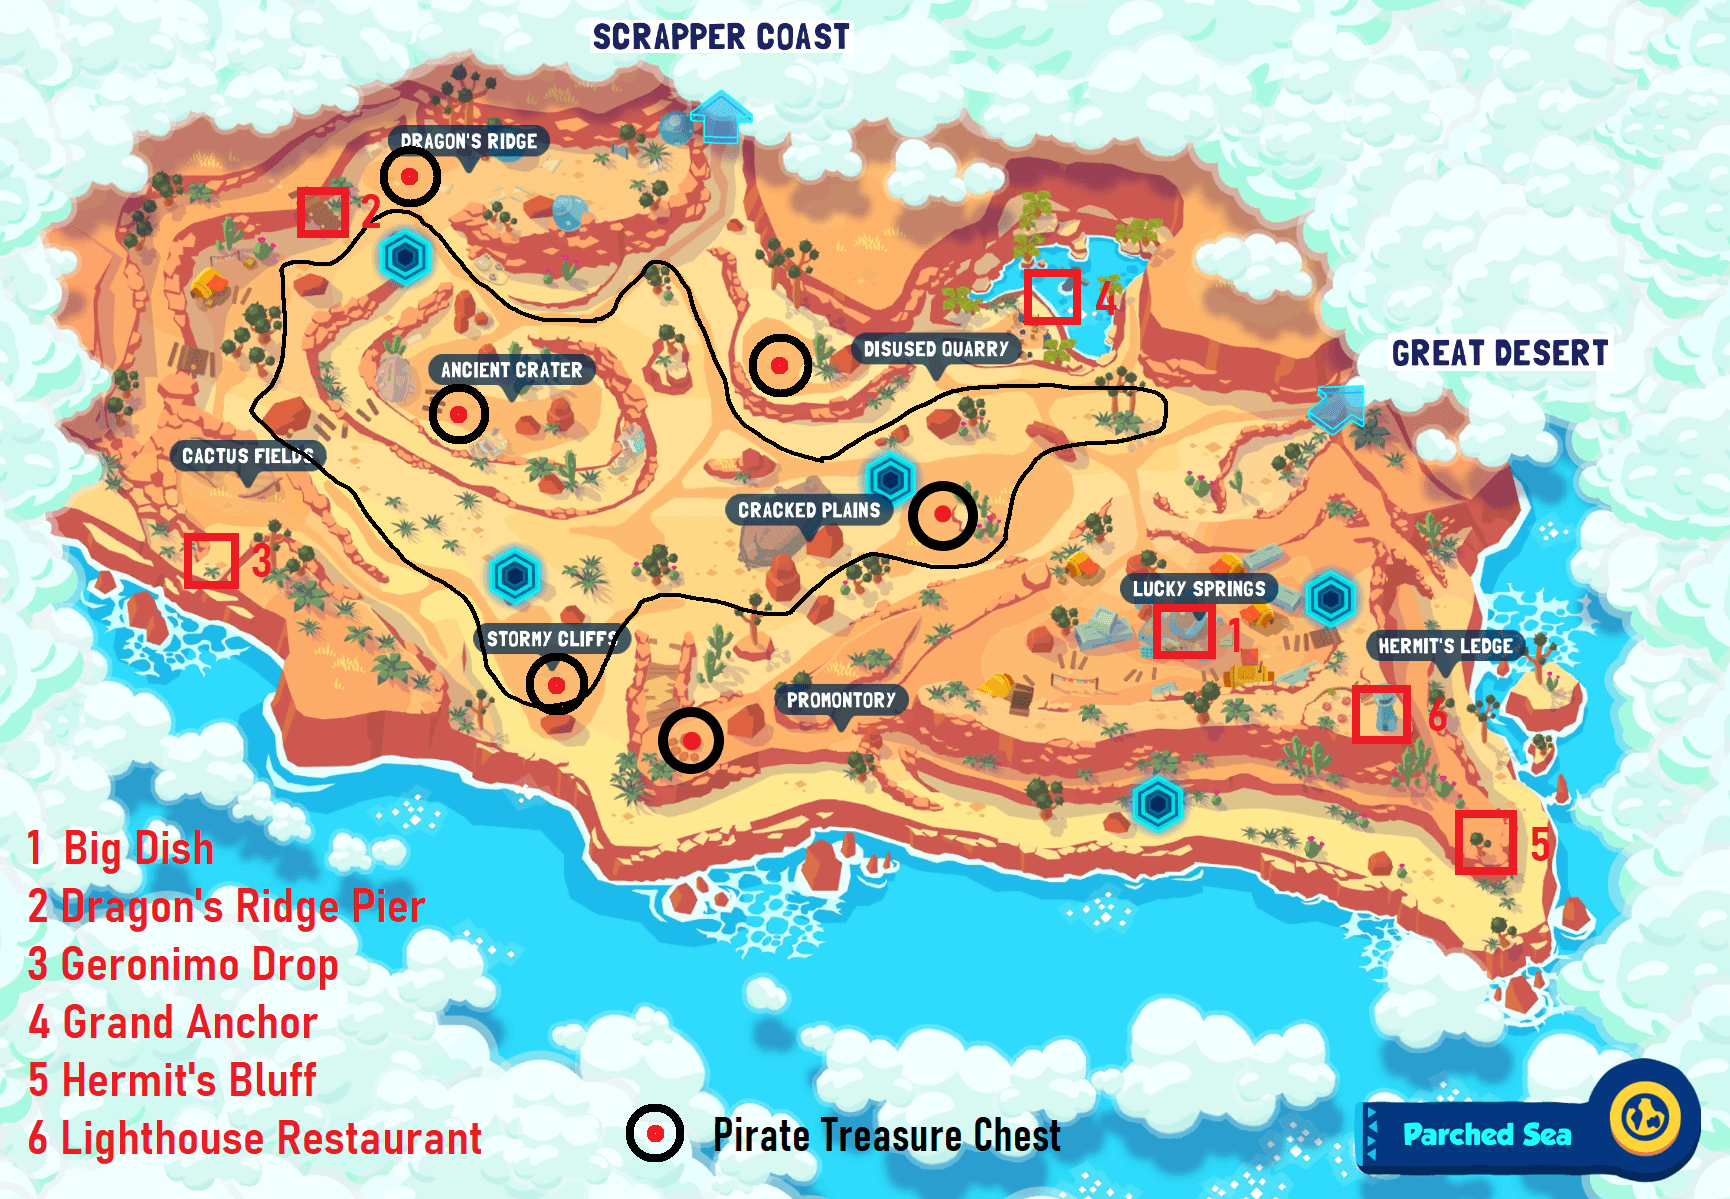 SCRAPPER COAST
DRAGON'S RIDGE
2
4
DISUSED QUARRY
GREAT DESERT
ANCIENT CRATER
CACTUS FIELDS
CRACKED PLAINS
3
LUCKY SPRINGS
1
STORMY CLIFFS
HERMIT'S LEDGE
PROMONTORY
6
5
1 Big Dish
2 Dragon's Ridge Pier
3 Geronimo Drop
4 Grand Anchor
5 Hermit's Bluff
6 Lighthouse Restaurant
Pirate Treasure Chest
Parched Sea